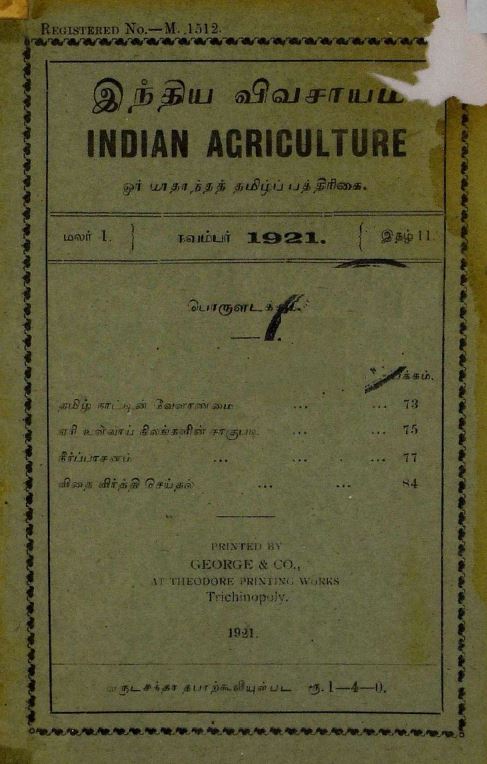 REGISTERED No.—M. 1512.
இந்திய விவசாயம்
INDIAN AGRICULTURE
ஓர் மாதாந்தத் தமிழ்ப் பத்திரிகை.
மலர் 1. } நவம்பர் 1921. { இதழ் 11.
பொருளடக்கம்.
பக்கம்.
தமிழ் நாட்டின் வேளாண்மை ... ... 73
ஏரி உள்வாய் நிலங்களின் சாகுபடி ... ... 75
நீர்ப்பாசனம் ... ... ... 77
விதை விர்த்தி செய்தல் ... ... 84
PRINTED BY
GEORGE & CO.,
AT THEODORE PRINTING WORKS
Trichinopoly.
1921.
வருடசந்தா தபாற்கூலியுள்பட ரூ. 1—4—0.